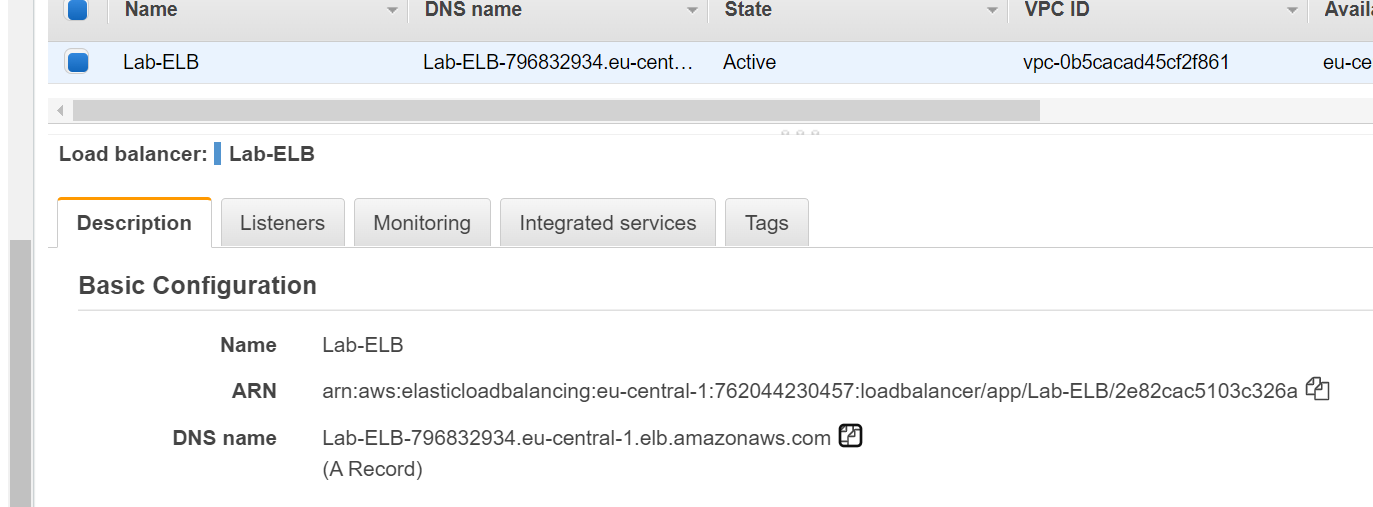 Name DNS name State VPC ID
Lab-ELB Lab-ELB-796832934.eu-cent... Active vpc-0b5cacad45cf2f861 eu-ce
Load balancer: Lab-ELB
Description Listeners Monitoring Integrated services Tags
Basic Configuration
Name Lab-ELB
ARN arn:aws:elasticloadbalancing:eu-central-1:762044230457:loadbalancer/app/Lab-ELB/2e82cac5103c326a
DNS name Lab-ELB-796832934.eu-central-1.elb.amazonaws.com
(A Record)